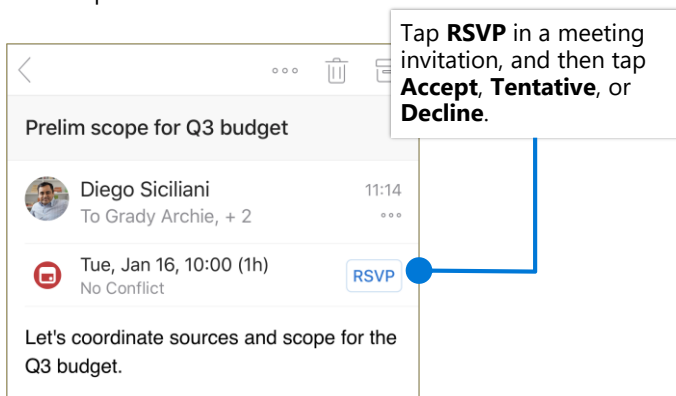 Tap RSVP in a meeting
invitation, and then tap
Accept, Tentative, or
Decline.
Prelim scope for Q3 budget
Diego Siciliani
11:14
To Grady Archie, + 2
Tue, Jan 16, 10:00 (1h)
No Conflict
RSVP
Let's coordinate sources and scope for the
Q3 budget.